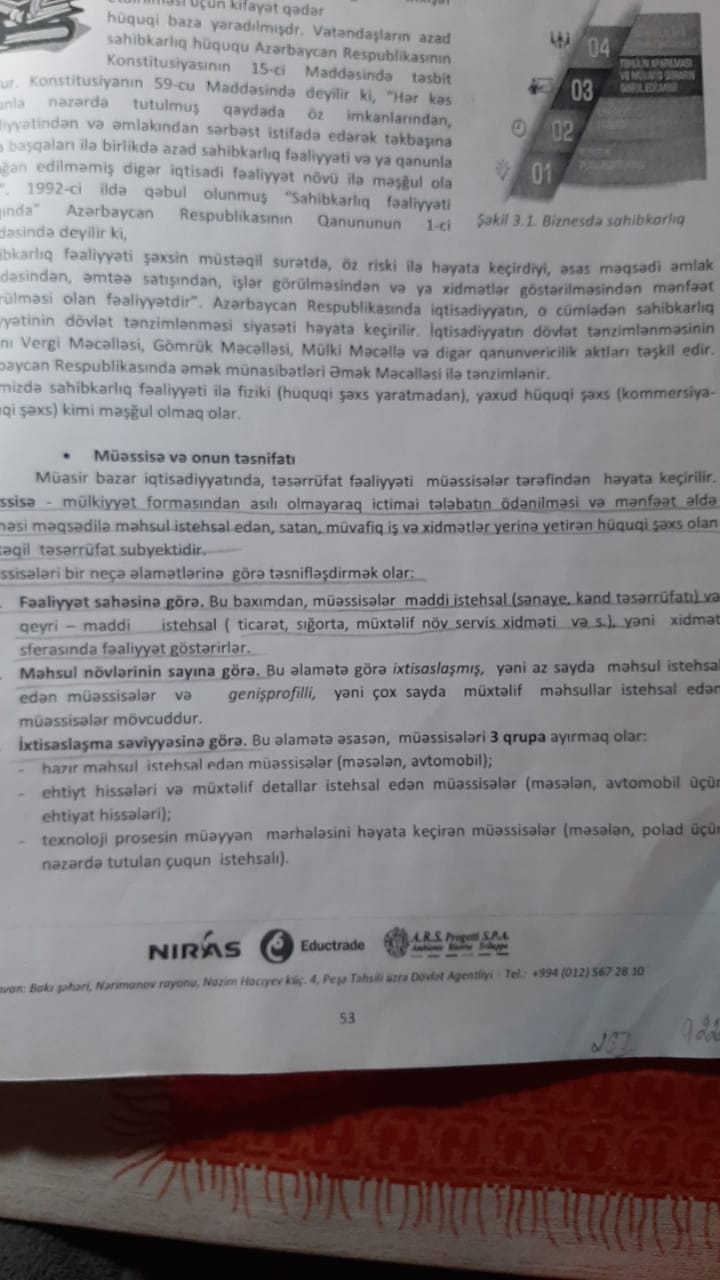 üçün kifayət qədər
hüquqi baza yaradılmışdr. Vətəndaşların azad
sahibkarlıq hüququ Azərbaycan Respublikasının
Konstitusiyasının 15-ci Maddəsində təsbit
ur. Konstitusiyanın 59-cu Maddəsində deyilir ki, "Hər kəs
nla nəzərdə tutulmuş qaydada öz imkanlarından,
liyyətindən və əmlakından sərbəst istifadə edərək təkbaşına
başqaları ilə birlikdə azad sahibkarlıq fəaliyyəti və ya qanunla
ğan edilməmiş digər iqtisadi fəaliyyət növü ilə məşğul ola
". 1992-ci ildə qəbul olunmuş "Sahibkarlıq fəaliyyəti
ında" Azərbaycan Respublikasının Qanununun 1-ci
dəsində deyilir ki,
04
03
02
01
Şəkil 3.1. Biznesdə sahibkarlıq
ibkarlıq fəaliyyəti şəxsin müstəqil surətdə, öz riski ilə həyata keçirdiyi, əsas məqsədi əmlak
dəsindən, əmtəə satışından, işlər görülməsindən və ya xidmətlər göstərilməsindən mənfəət
rülməsi olan fəaliyyətdir". Azərbaycan Respublikasında iqtisadiyyatın, o cümlədən sahibkarlıq
yyətinin dövlət tənzimlənməsi siyasəti həyata keçirilir. İqtisadiyyatın dövlət tənzimlənməsinin
nı Vergi Məcəlləsi, Gömrük Məcəlləsi, Mülki Məcəllə və digər qanunvericilik aktları təşkil edir.
baycan Respublikasında əmək münasibətləri Əmək Məcəlləsi ilə tənzimlənir.
mizdə sahibkarlıq fəaliyyəti ilə fiziki (hüquqi şəxs yaratmadan), yaxud hüquqi şəxs (kommersiya-
qi şəxs) kimi məşğul olmaq olar.
• Müəssisə və onun təsnifatı
Müasir bazar iqtisadiyyatında, təsərrüfat fəaliyyəti müəssisələr tərəfindən həyata keçirilir.
ssisə - mülkiyyət formasından asılı olmayaraq ictimai tələbatın ödənilməsi və mənfəət əldə
məsi məqsədilə məhsul istehsal edən, satan, müvafiq iş və xidmətlər yerinə yetirən hüquqi şəxs olan
təqil təsərrüfat subyektidir.
ssisələri bir neçə əlamətlərinə görə təsnifləşdirmək olar:
Fəaliyyət sahəsinə görə. Bu baxımdan, müəssisələr maddi istehsal (sənaye, kənd təsərrüfatı) və
qeyri – maddi istehsal ( ticarət, sığorta, müxtəlif növ servis xidməti və s.), yəni xidmət
sferasında fəaliyyət göstərirlər.
Məhsul növlərinin sayına görə. Bu əlamətə görə ixtisaslaşmış, yəni az sayda məhsul istehsal
edən müəssisələr və genişprofilli, yəni çox sayda müxtəlif məhsullar istehsal edən
müəssisələr mövcuddur.
İxtisaslaşma səviyyəsinə görə. Bu əlamətə əsasən, müəssisələri 3 qrupa ayırmaq olar:
- hazır məhsul istehsal edən müəssisələr (məsələn, avtomobil);
- ehtiyt hissələri və müxtəlif detallar istehsal edən müəssisələr (məsələn, avtomobil üçün
ehtiyat hissələri);
- texnoloji prosesin müəyyən mərhələsini həyata keçirən müəssisələr (məsələn, polad üçün
nəzərdə tutulan çuqun istehsalı).
NIRAS Eductrade A.R.S. Progetti S.P.A.
Ambiente Risorse Sviluppo
nvan: Bakı şəhəri, Nərimanov rayonu, Nazim Hacıyev küç. 4, Peşə Təhsili üzrə Dövlət Agentliyi Tel.: +994 (012) 567 28 10
53